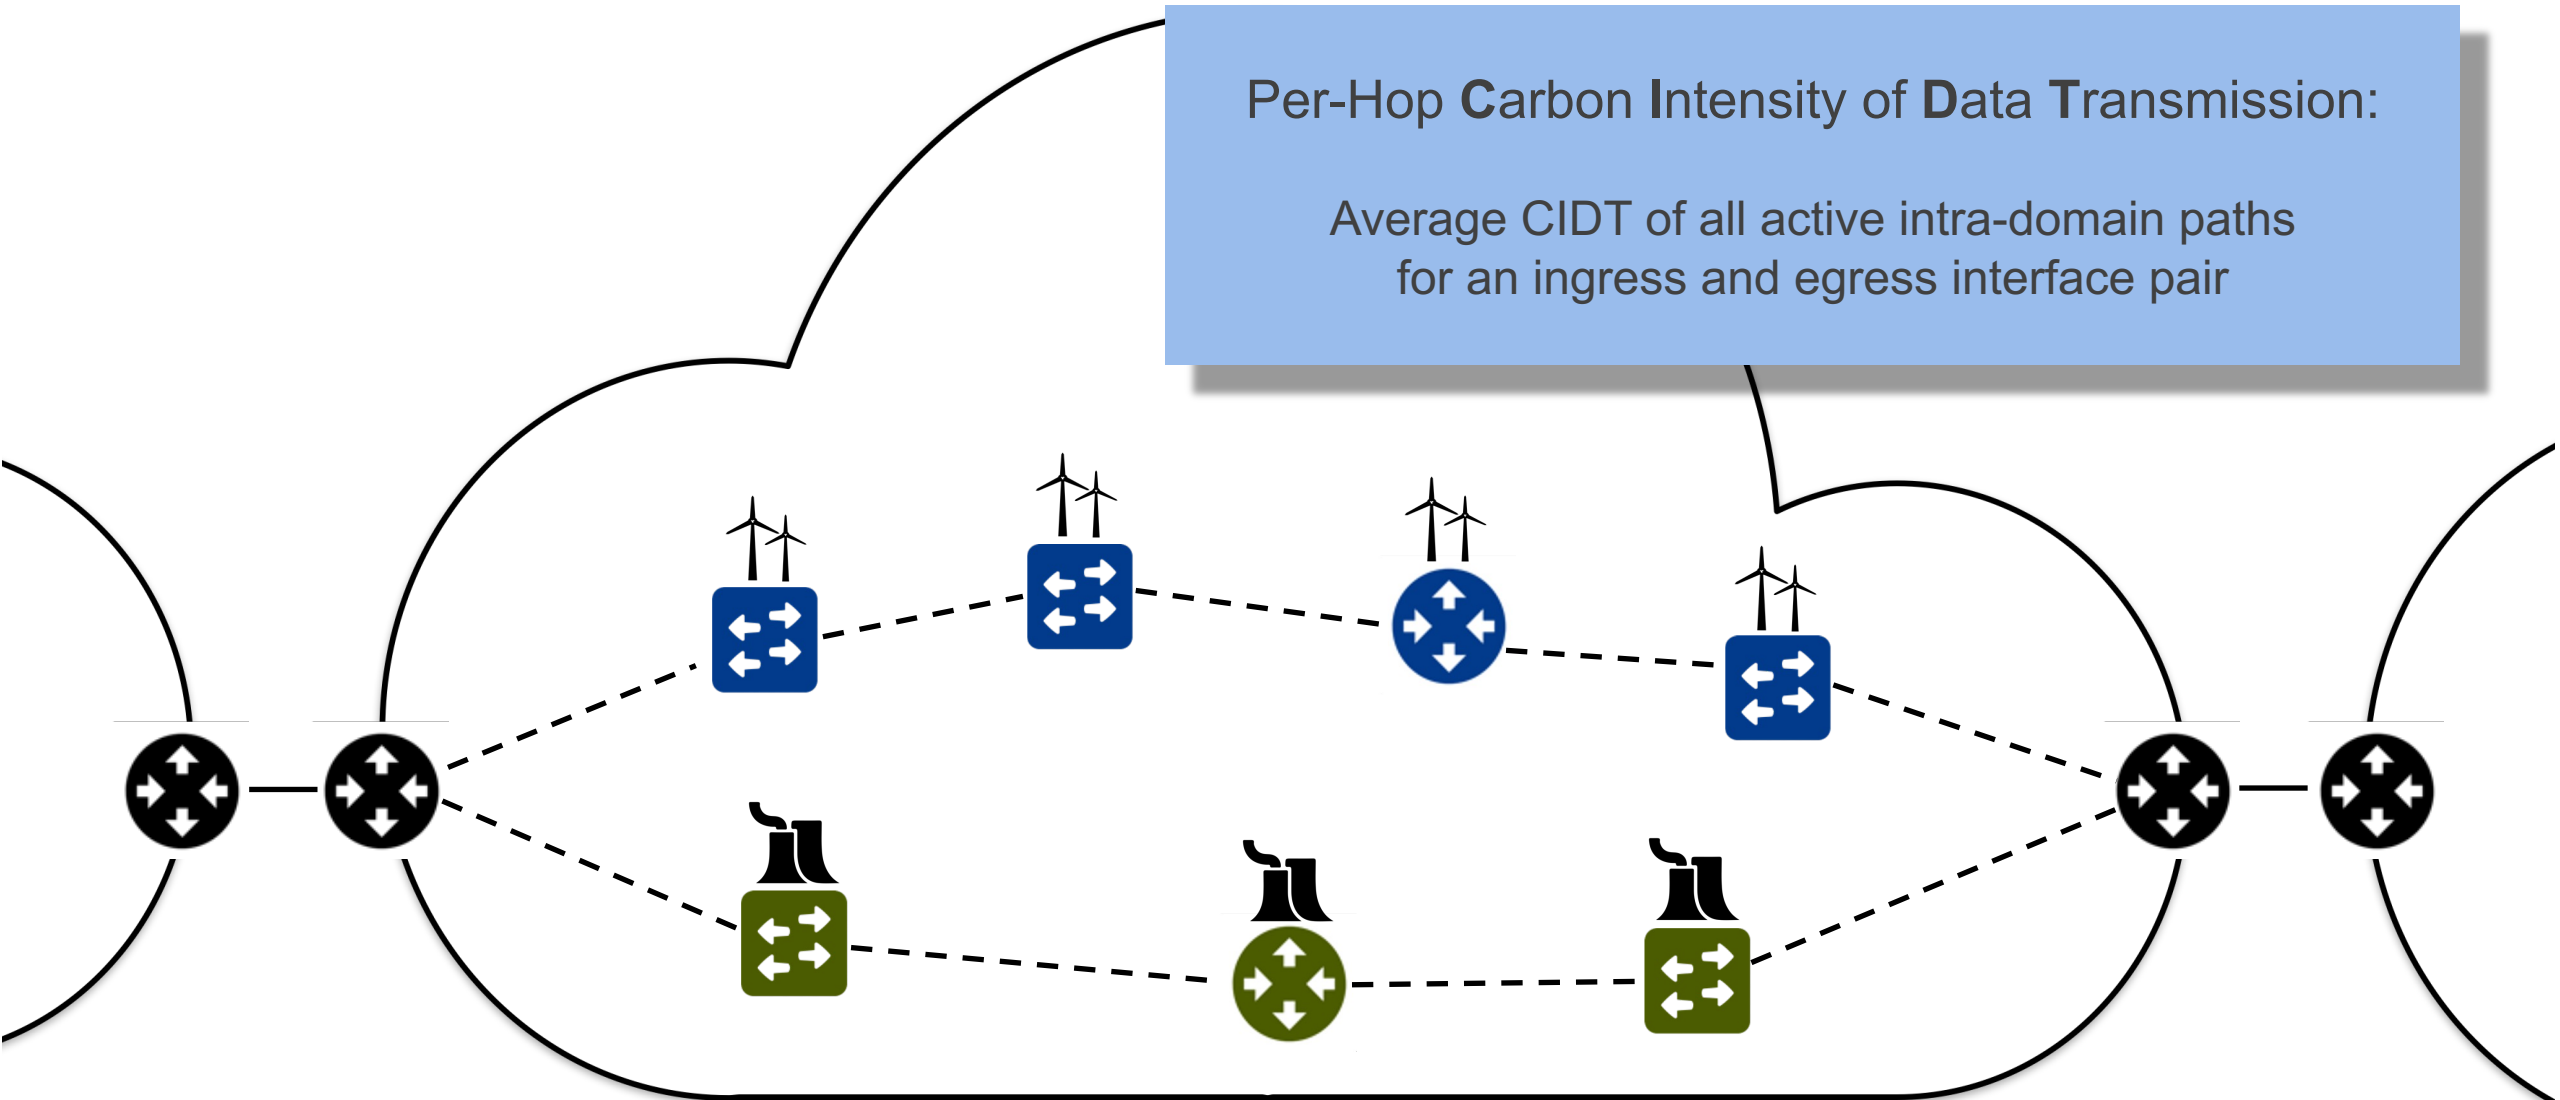 Per-Hop Carbon Intensity of Data Transmission:
Average CIDT of all active intra-domain paths
for an ingress and egress interface pair